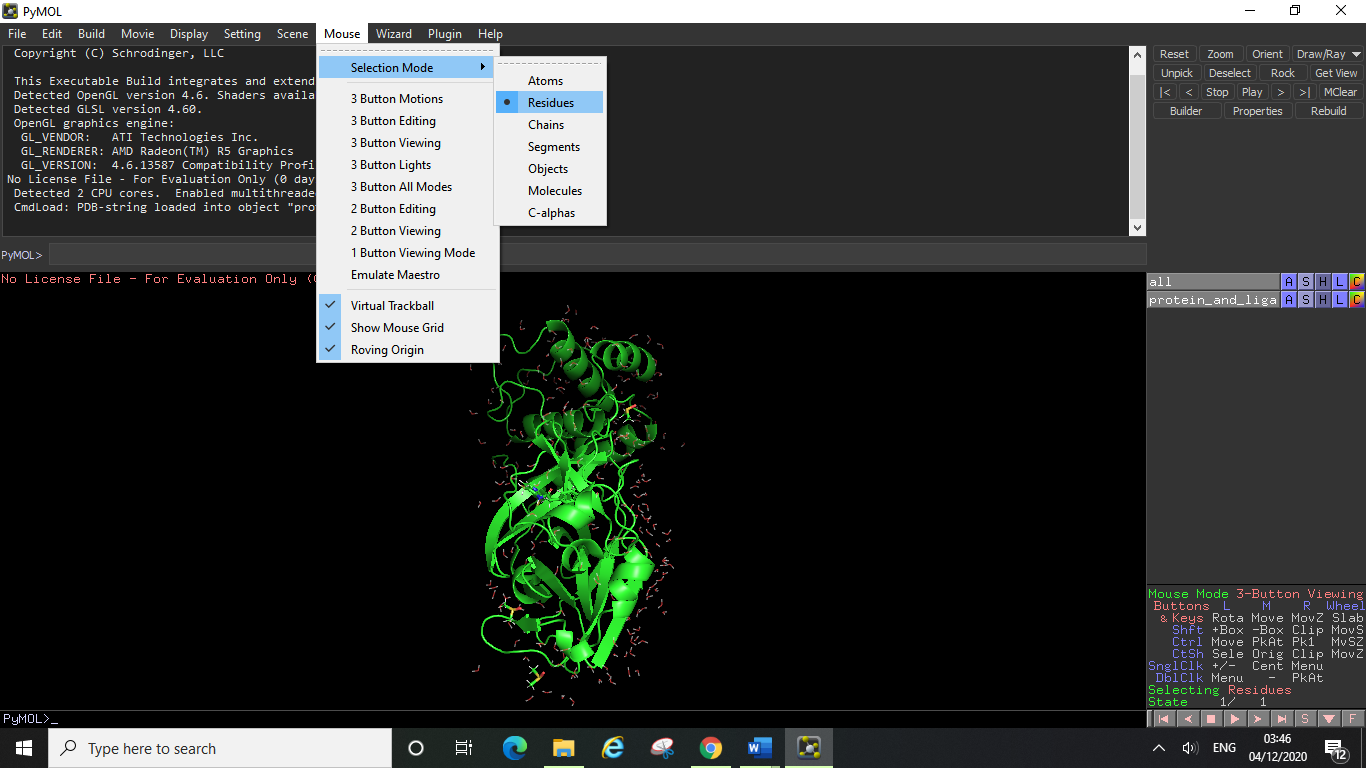 PyMOL
File Edit Build Movie Display Setting Scene Mouse Wizard Plugin Help
Copyright (C) Schrodinger, LLC
This Executable Build integrates and extend
Detected OpenGL version 4.6. Shaders availa
Detected GLSL version 4.60.
OpenGL graphics engine:
GL_VENDOR: ATI Technologies Inc.
GL_RENDERER: AMD Radeon(TM) R5 Graphics
GL_VERSION: 4.6.13587 Compatibility Profi
No License File - For Evaluation Only (0 day
Detected 2 CPU cores. Enabled multithreade
CmdLoad: PDB-string loaded into object "pro
Selection Mode
3 Button Motions
3 Button Editing
3 Button Viewing
3 Button Lights
3 Button All Modes
2 Button Editing
2 Button Viewing
1 Button Viewing Mode
Emulate Maestro
Virtual Trackball
Show Mouse Grid
Roving Origin
Atoms
Residues
Chains
Segments
Objects
Molecules
C-alphas
Reset Zoom Orient Draw/Ray
Unpick Deselect Rock Get View
|< < Stop Play > >| MClear
Builder Properties Rebuild
PyMOL>
No License File - For Evaluation Only (
all A S H L C
protein_and_liga A S H L C
Mouse Mode 3-Button Viewing
Buttons L M R Wheel
& Keys Rota Move MovZ Slab
Shft +Box -Box Clip MovS
Ctrl Move PkAt Pk1 MvSZ
CtSh Sele Orig Clip MovZ
SnglClk +/- Cent Menu
DblClk Menu - PkAt
Selecting Residues
State 1/ 1
PyMOL>_
S F
Type here to search
ENG
03:46
04/12/2020
12